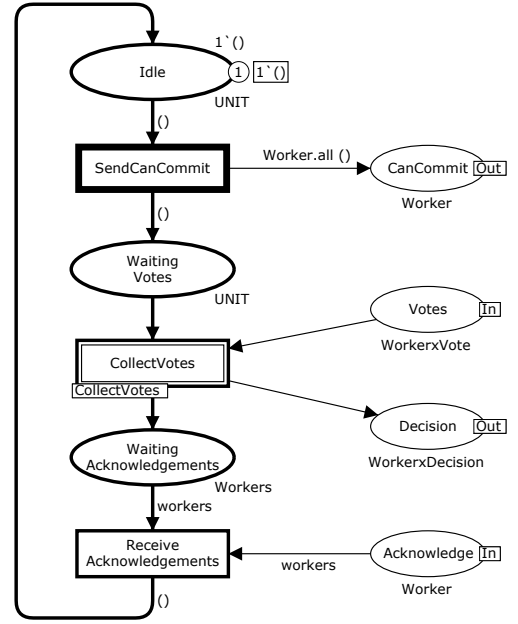 1`()
Idle
1
1`()
UNIT
()
SendCanCommit
Worker.all ()
CanCommit
Out
Worker
()
Waiting
Votes
UNIT
Votes
In
WorkerxVote
CollectVotes
CollectVotes
Decision
Out
WorkerxDecision
Waiting
Acknowledgements
Workers
workers
Receive
Acknowledgements
workers
Acknowledge
In
Worker
()